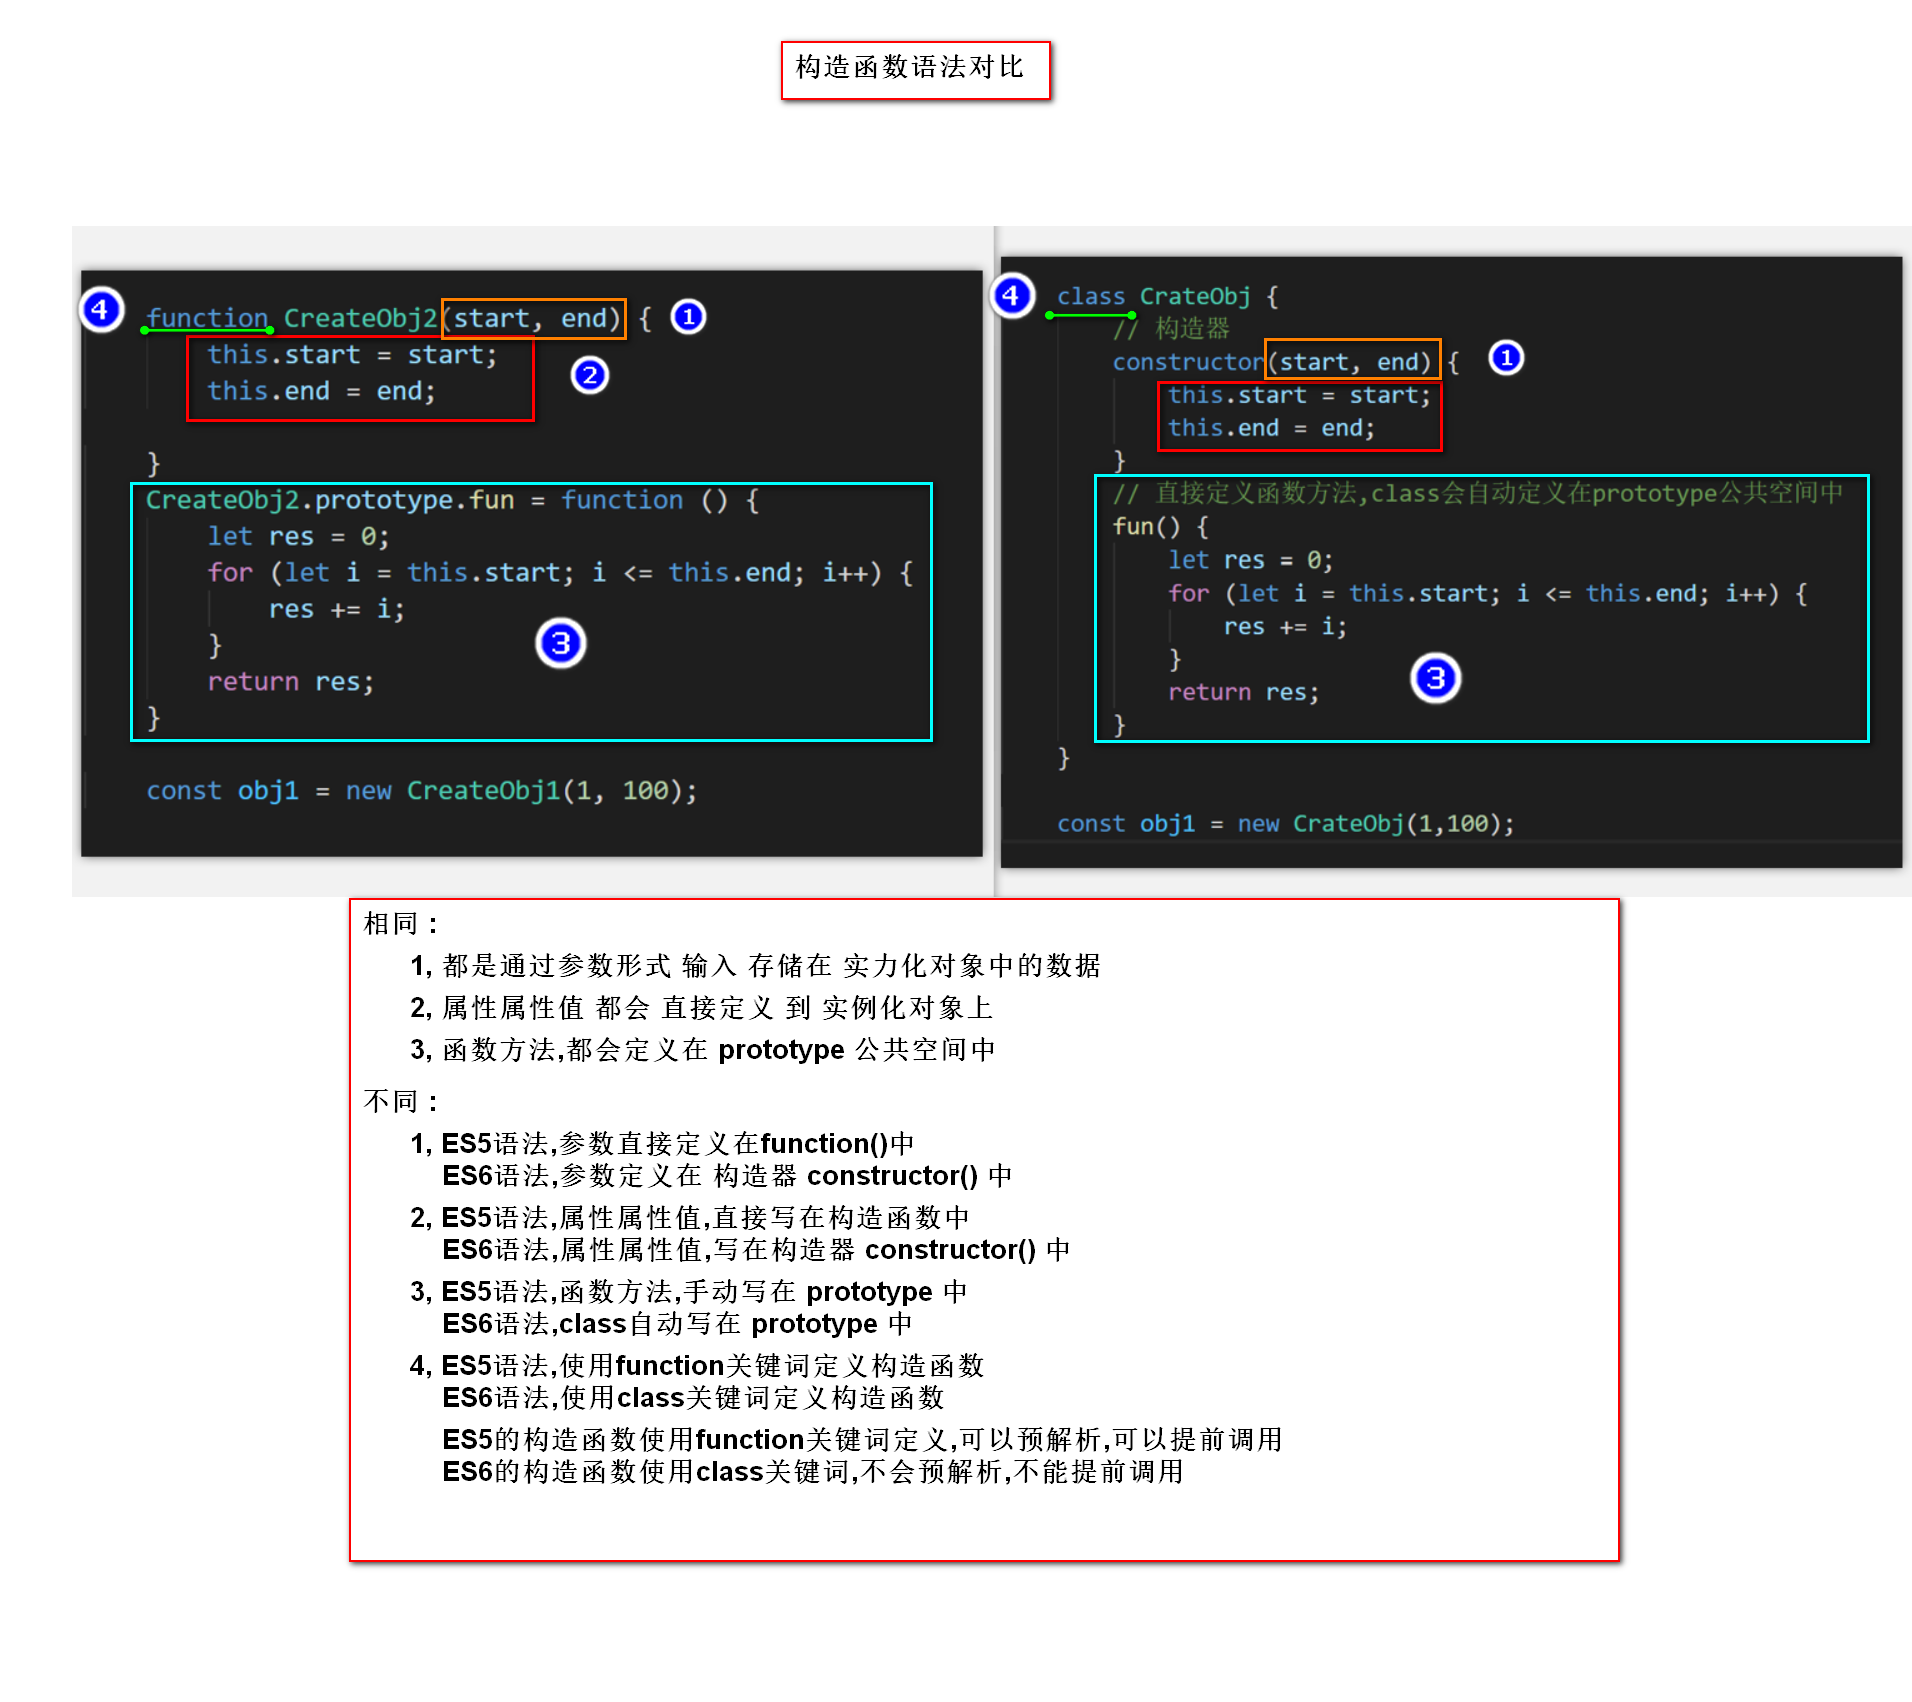 构造函数语法对比
4
function CreateObj2(start, end) {
1
this.start = start;
2
this.end = end;
}
CreateObj2.prototype.fun = function () {
let res = 0;
for (let i = this.start; i <= this.end; i++) {
res += i;
}
3
return res;
}
const obj1 = new CreateObj1(1, 100);
4
class CrateObj {
// 构造器
constructor(start, end) {
1
this.start = start;
this.end = end;
}
// 直接定义函数方法,class会自动定义在prototype公共空间中
fun() {
let res = 0;
for (let i = this.start; i <= this.end; i++) {
res += i;
}
3
return res;
}
}
const obj1 = new CrateObj(1,100);
相同：
1, 都是通过参数形式 输入 存储在 实力化对象中的数据
2, 属性属性值 都会 直接定义 到 实例化对象上
3, 函数方法,都会定义在 prototype 公共空间中
不同：
1, ES5语法,参数直接定义在function()中
ES6语法,参数定义在 构造器 constructor() 中
2, ES5语法,属性属性值,直接写在构造函数中
ES6语法,属性属性值,写在构造器 constructor() 中
3, ES5语法,函数方法,手动写在 prototype 中
ES6语法,class自动写在 prototype 中
4, ES5语法,使用function关键词定义构造函数
ES6语法,使用class关键词定义构造函数
ES5的构造函数使用function关键词定义,可以预解析,可以提前调用
ES6的构造函数使用class关键词,不会预解析,不能提前调用